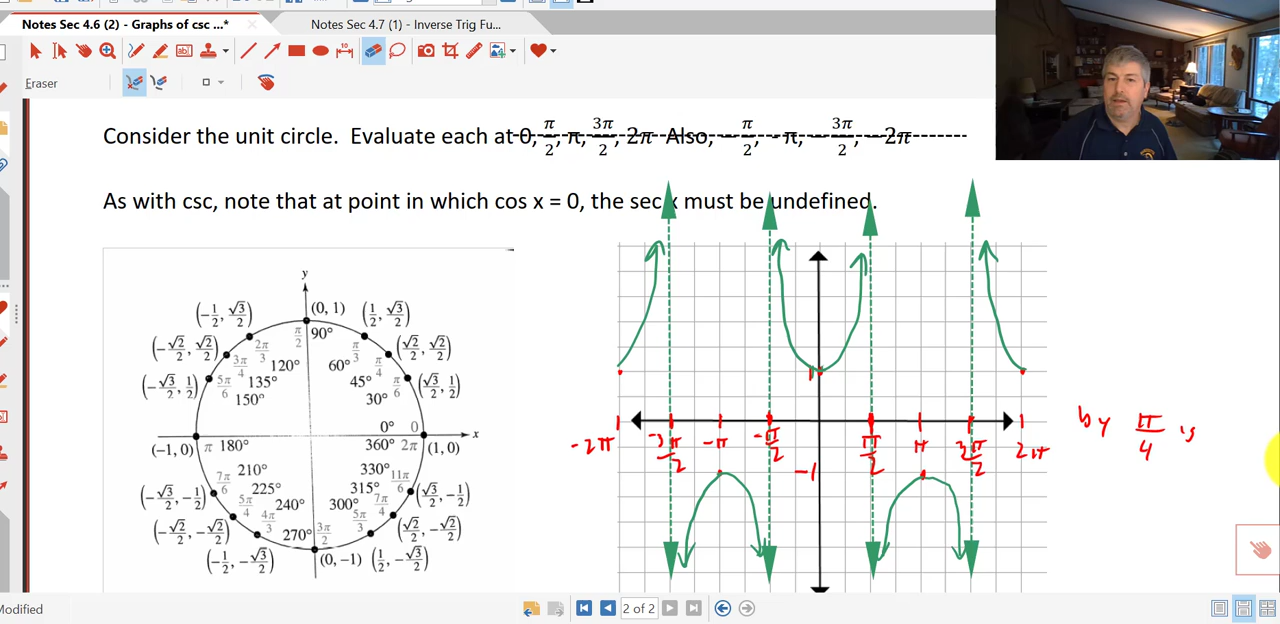 Notes Sec 4.6 (2) - Graphs of csc ...*
Notes Sec 4.7 (1) - Inverse Trig Fu...
Eraser
Consider the unit circle. Evaluate each at 0, π/2, π, 3π/2, 2π Also, −π/2, -π, −3π/2, −2π
As with csc, note that at point in which cos x = 0, the sec x must be undefined.
y
(-1/2, √3/2) (0, 1) (1/2, √3/2)
π/2 90°
(-√2/2, √2/2) 2π/3 π/3 (√2/2, √2/2)
3π/4 120° 60° π/4
(-√3/2, 1/2) 5π/6 135° 45° π/6 (√3/2, 1/2)
150° 30°
0° 0 x
(-1, 0) π 180° 360° 2π (1, 0)
210° 330°
7π/6 225° 315° 11π/6
(-√3/2, -1/2) 5π/4 240° 300° 7π/4 (√3/2, -1/2)
(-√2/2, -√2/2) 4π/3 5π/3 (√2/2, -√2/2)
270° 3π/2
(-1/2, -√3/2) (0, -1) (1/2, -√3/2)
1
-2π -3π/2 -π -π/2 π/2 π 3π/2 2π
-1
by π/4 is
Modified
2 of 2